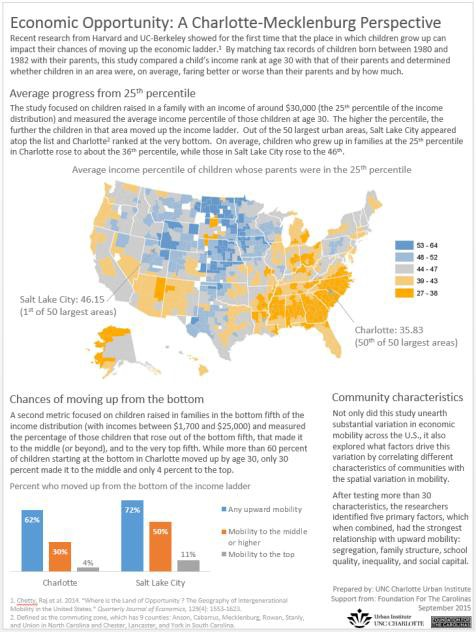 Economic Opportunity: A Charlotte-Mecklenburg Perspective
Recent research from Harvard and UC-Berkeley showed for the first time that the place in which children grow up can
impact their chances of moving up the economic ladder.¹ By matching tax records of children born between 1980 and
1982 with their parents, this study compared a child's income rank at age 30 with that of their parents and determined
whether children in an area were, on average, faring better or worse than their parents and by how much.
Average progress from 25th percentile
The study focused on children raised in a family with an income of around $30,000 (the 25th percentile of the income
distribution) and measured the average income percentile of those children at age 30. The higher the percentile, the
further the children in that area moved up the income ladder. Out of the 50 largest urban areas, Salt Lake City appeared
atop the list and Charlotte² ranked at the very bottom. On average, children who grew up in families at the 25th percentile
in Charlotte rose to about the 36th percentile, while those in Salt Lake City rose to the 46th.
Average income percentile of children whose parents were in the 25th percentile
53 - 64
48 - 52
44 - 47
39 - 43
27 - 38
Salt Lake City: 46.15
(1st of 50 largest areas)
Charlotte: 35.83
(50th of 50 largest areas)
Chances of moving up from the bottom
A second metric focused on children raised in families in the bottom fifth of the
income distribution (with incomes between $1,700 and $25,000) and measured
the percentage of those children that rose out of the bottom fifth, that made it
to the middle (or beyond), and to the very top fifth. While more than 60 percent
of children starting at the bottom in Charlotte moved up by age 30, only 30
percent made it to the middle and only 4 percent to the top.
Percent who moved up from the bottom of the income ladder
62%
30%
4%
72%
50%
11%
Charlotte
Salt Lake City
Any upward mobility
Mobility to the middle
or higher
Mobility to the top
Community characteristics
Not only did this study unearth
substantial variation in economic
mobility across the U.S., it also
explored what factors drive this
variation by correlating different
characteristics of communities with
the spatial variation in mobility.
After testing more than 30
characteristics, the researchers
identified five primary factors, which
when combined, had the strongest
relationship with upward mobility:
segregation, family structure, school
quality, inequality, and social capital.
1. Chetty, Raj et al. 2014. "Where is the Land of Opportunity? The Geography of Intergenerational
Mobility in the United States." Quarterly Journal of Economics, 129(4): 1553-1623.
2. Defined as the commuting zone, which has 9 counties: Anson, Cabarrus, Mecklenburg, Rowan, Stanly,
and Union in North Carolina and Chester, Lancaster, and York in South Carolina.
Prepared by: UNC Charlotte Urban Institute
Support from: Foundation For The Carolinas
September 2015
Urban Institute
UNC CHARLOTTE
FOUNDATION FOR
THE CAROLINAS